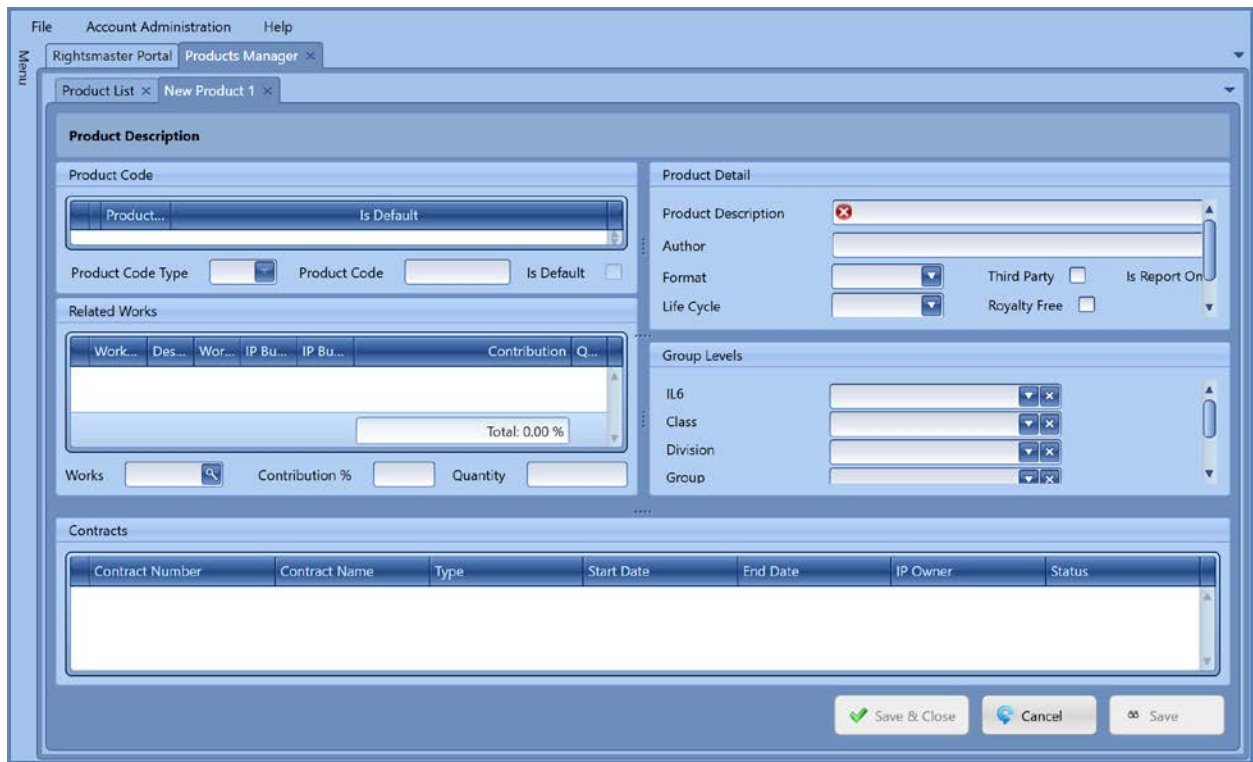 File Account Administration Help
Menu
Rightsmaster Portal Products Manager
Product List New Product 1
Product Description
Product Code
Product... Is Default
Product Code Type Product Code Is Default
Related Works
Work... Des... Wor... IP Bu... IP Bu... Contribution Q...
Total: 0.00 %
Works Contribution % Quantity
Product Detail
Product Description
Author
Format Third Party Is Report On
Life Cycle Royalty Free
Group Levels
IL6
Class
Division
Group
Contracts
Contract Number Contract Name Type Start Date End Date IP Owner Status
Save & Close Cancel Save